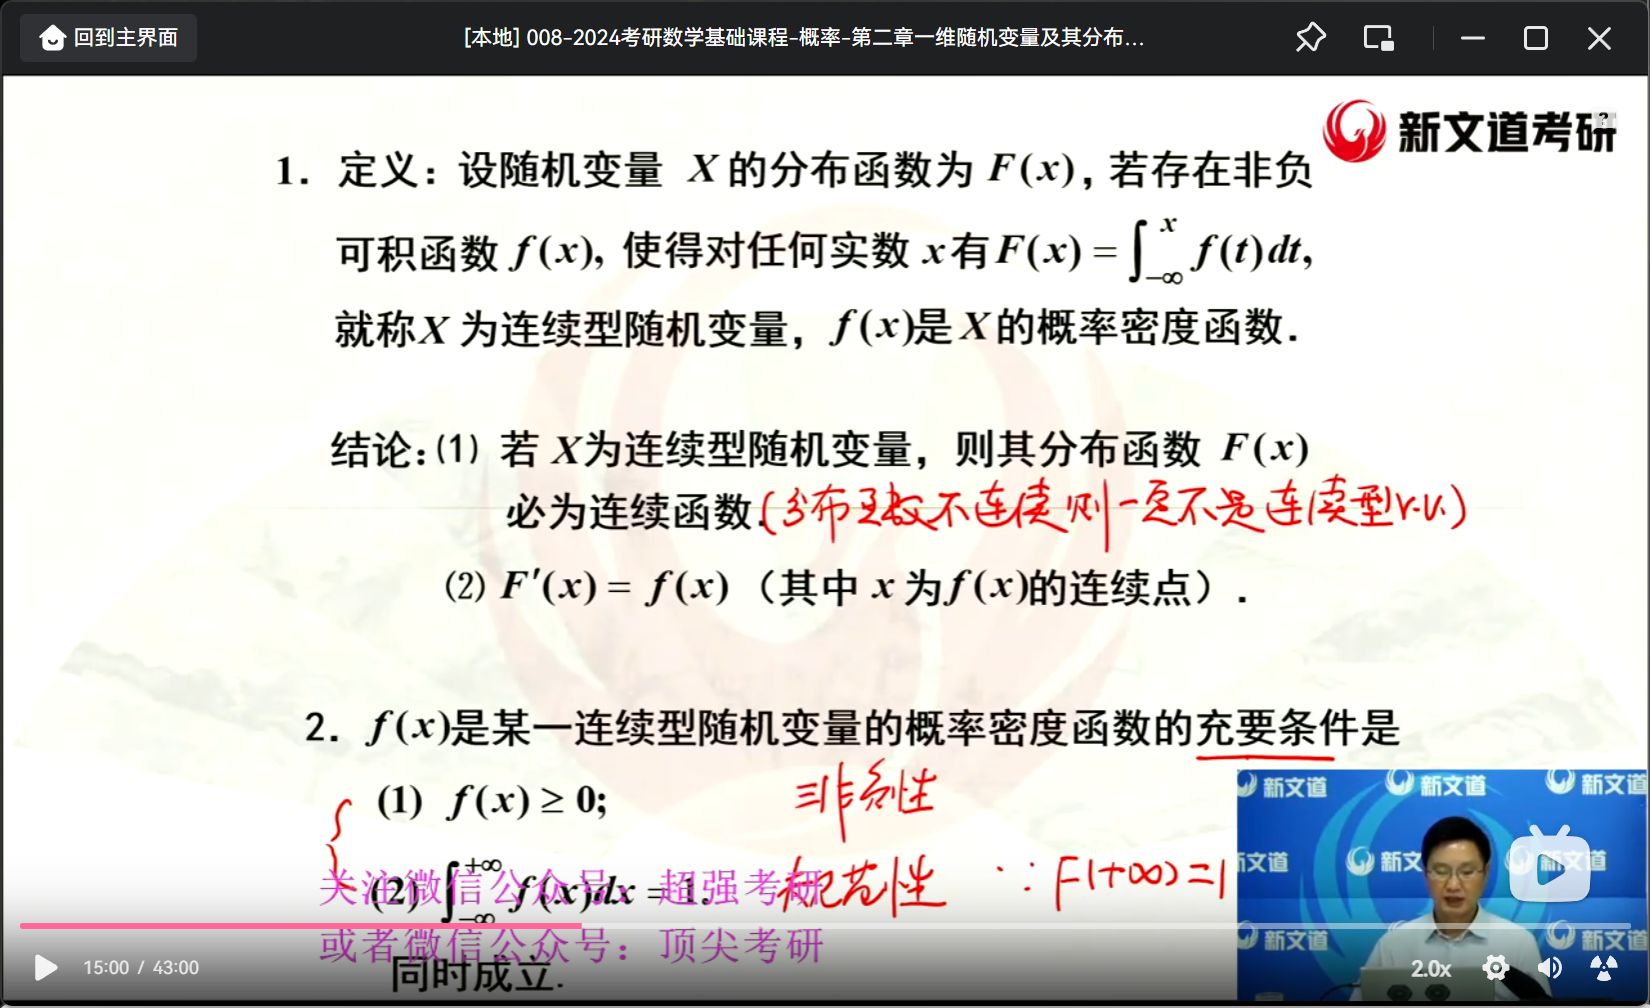 回到主界面
[本地] 008-2024考研数学基础课程-概率-第二章一维随机变量及其分布...
新文道考研
1. 定义：设随机变量 X 的分布函数为 F(x)，若存在非负
可积函数 f(x)，使得对任何实数 x 有 F(x) = ∫_{-∞}^{x} f(t)dt,
就称X 为连续型随机变量，f(x)是 X 的概率密度函数.
结论:(1) 若 X为连续型随机变量，则其分布函数 F(x)
必为连续函数.(分布函数不连续则一定不是连续型r.v.)
(2) F′(x) = f(x)（其中 x 为f(x)的连续点）.
2. f(x)是某一连续型随机变量的概率密度函数的充要条件是
(1) f(x) ≥ 0; 非负性
(2) ∫_{-∞}^{+∞} f(x)dx = 1. 规范性 ∵ F(+∞)=1
关注微信公众号：超强考研
或者微信公众号：顶尖考研
同时成立.
新文道 新文道 新文道
新文道 新文 文道
新文道 新文道
15:00 / 43:00
2.0x